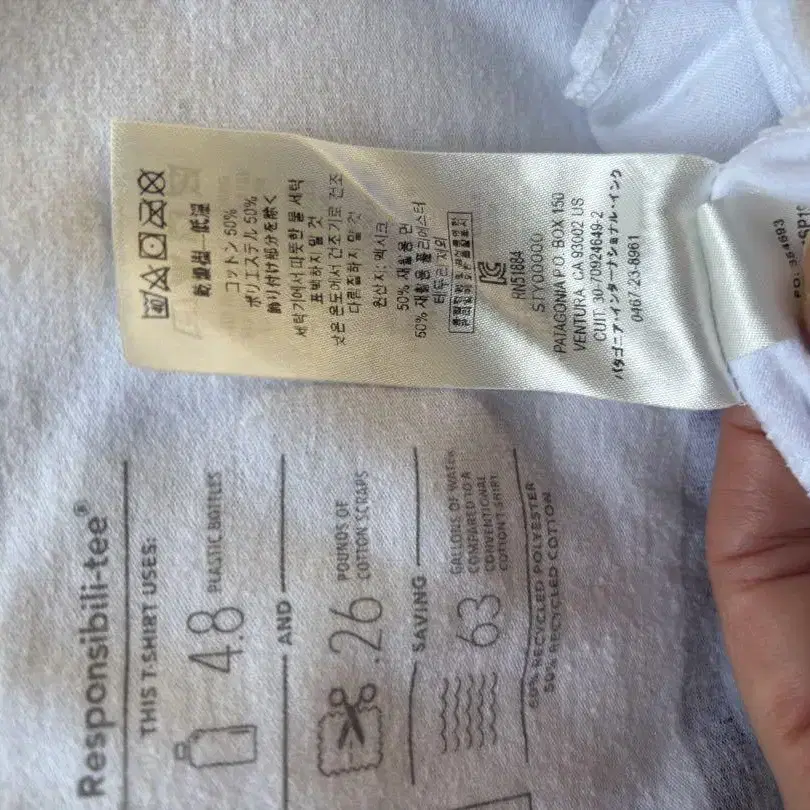 40
乾燥機—低温
コットン 50%
ポリエステル 50%
飾り付け部分を除く
세탁기에서 따뜻한 물 세탁
표백하지 말 것
낮은 온도에서 건조기로 건조
다림질하지 말 것
원산지: 멕시코
50% 재활용 면
50% 재활용 폴리에스터
테두리 제외
RN51884
STY00000
PATAGONIA P.O. BOX 150
VENTURA, CA 93002 US
CUIT. 30-70924649-2
パタゴニア・インターナショナル・インク
0467-23-8961
Responsibili-tee®
THIS T-SHIRT USES:
4.8 PLASTIC BOTTLES
AND
.26 POUNDS OF
COTTON SCRAPS
SAVING
63 GALLONS OF WATER
COMPARED TO A
CONVENTIONAL
COTTON T-SHIRT
50% RECYCLED POLYESTER
50% RECYCLED COTTON